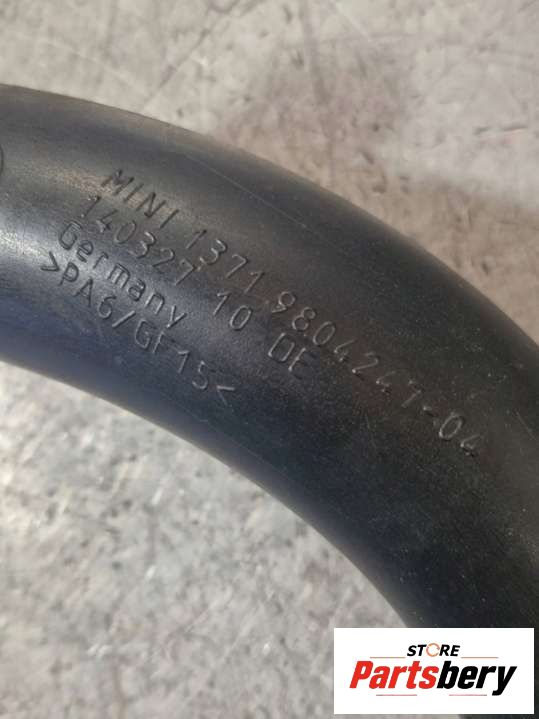 MINI 1371 9804247-04
140327 10 DE
Germany
>PA6/GF15<
STORE
Partsbery